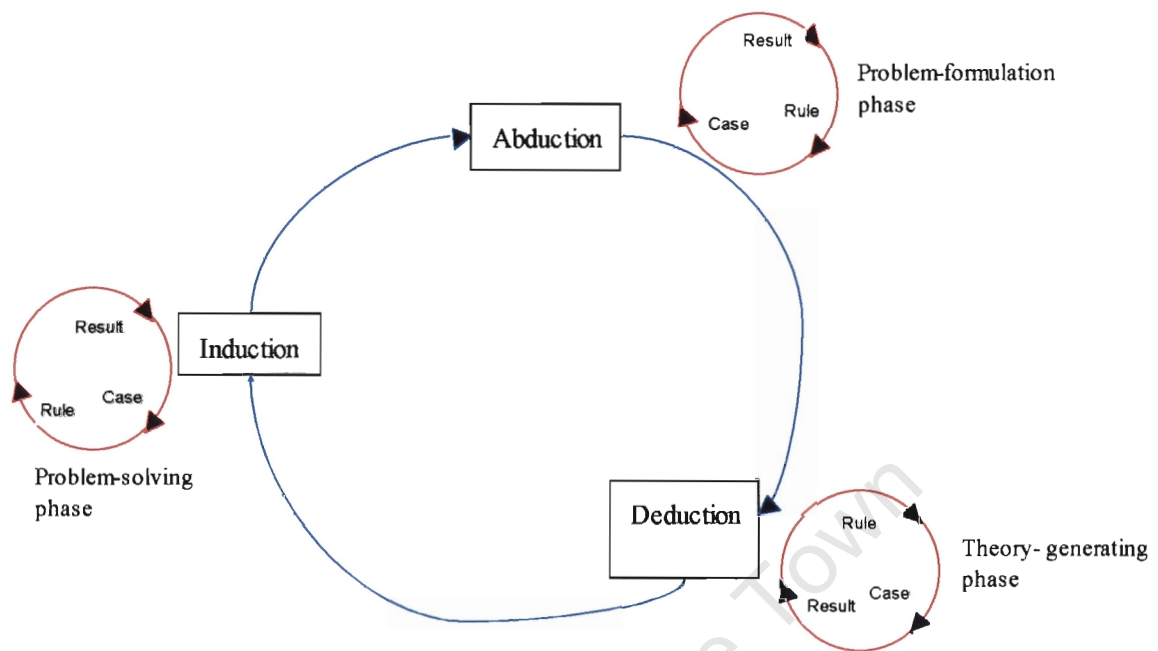 Result
Problem-formulation
phase
Rule
Case
Abduction
Result
Induction
Case
Rule
Problem-solving
phase
Deduction
Rule
Theory- generating
phase
Case
Result
Town